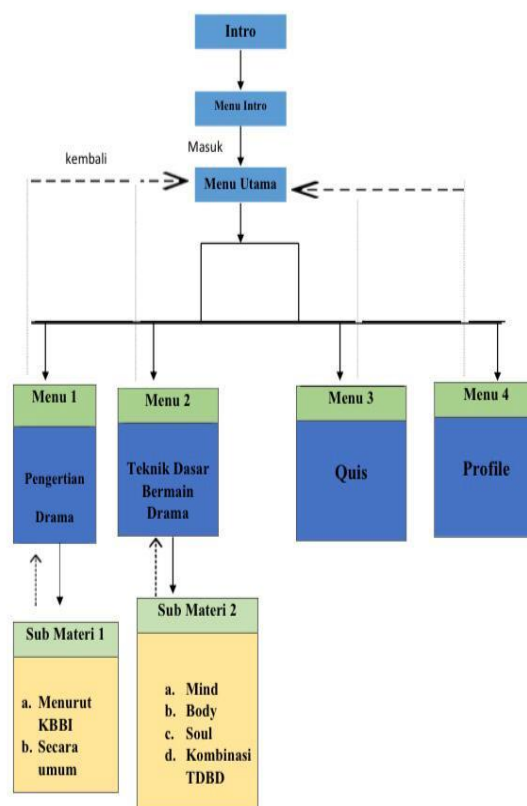 Intro
Menu Intro
Masuk
kembali
Menu Utama
Menu 1
Menu 2
Menu 3
Menu 4
Pengertian
Drama
Teknik Dasar
Bermain
Drama
Quis
Profile
Sub Materi 1
a. Menurut
KBBI
b. Secara
umum
Sub Materi 2
a. Mind
b. Body
c. Soul
d. Kombinasi
TDBD